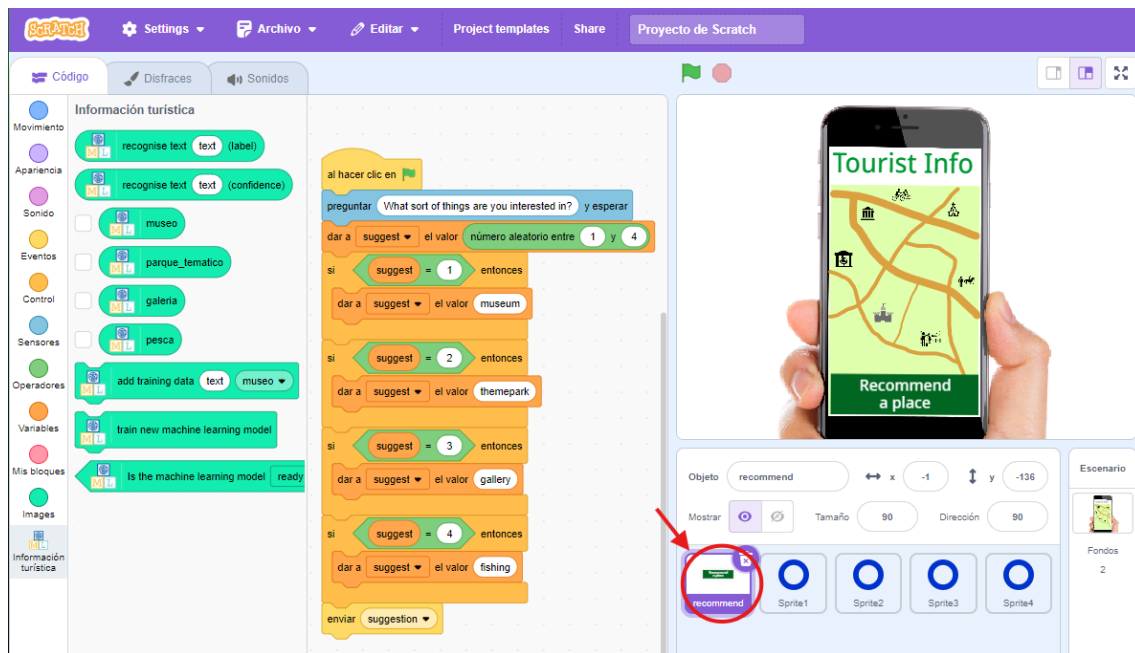 SCRATCH Settings Archivo Editar Project templates Share Proyecto de Scratch
Código Disfraces Sonidos
Movimiento
Apariencia
Sonido
Eventos
Control
Sensores
Operadores
Variables
Mis bloques
Images
Información
turística
Información turística
recognise text text (label)
recognise text text (confidence)
museo
parque_tematico
galeria
pesca
add training data text museo
train new machine learning model
Is the machine learning model ready
al hacer clic en
preguntar What sort of things are you interested in? y esperar
dar a suggest el valor número aleatorio entre 1 y 4
si suggest = 1 entonces
dar a suggest el valor museum
si suggest = 2 entonces
dar a suggest el valor themepark
si suggest = 3 entonces
dar a suggest el valor gallery
si suggest = 4 entonces
dar a suggest el valor fishing
enviar suggestion
Tourist Info
Recommend
a place
Objeto recommend x -1 y -136
Mostrar Tamaño 90 Dirección 90
Recommend
a place
recommend Sprite1 Sprite2 Sprite3 Sprite4
Escenario
Fondos
2